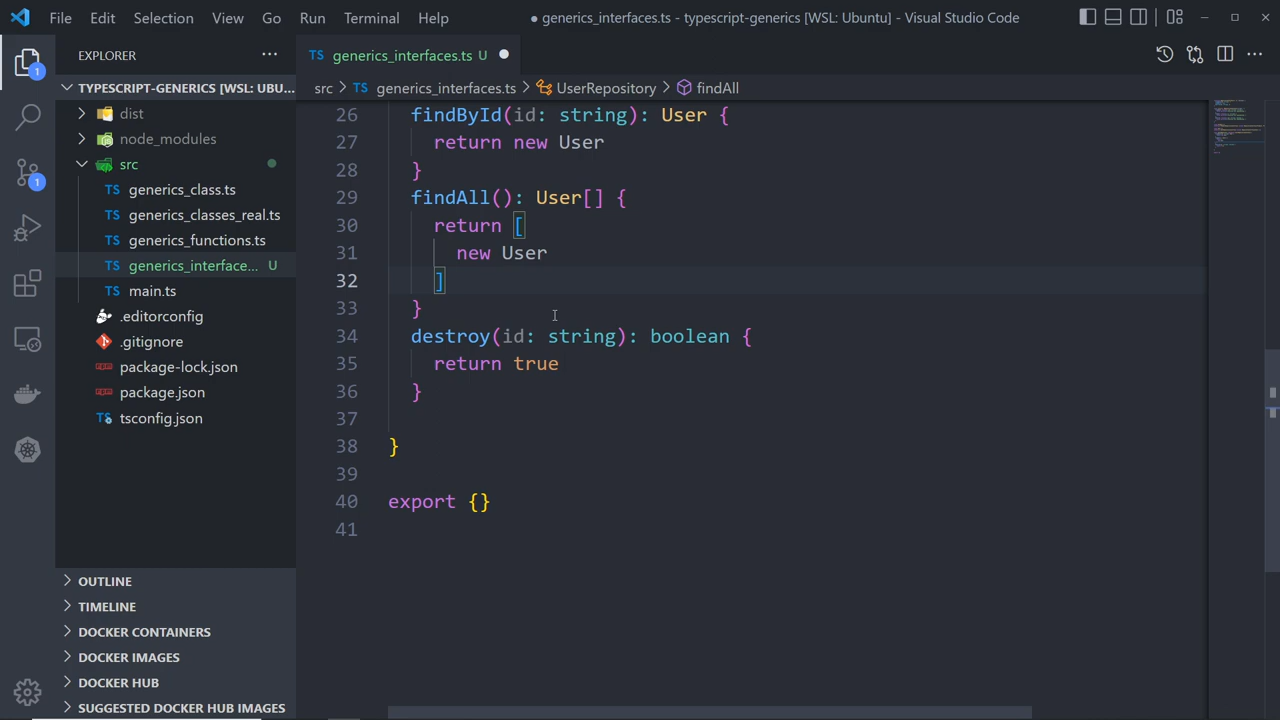 File Edit Selection View Go Run Terminal Help ● generics_interfaces.ts - typescript-generics [WSL: Ubuntu] - Visual Studio Code
EXPLORER ···
TYPESCRIPT-GENERICS [WSL: UBU...
dist
node_modules
src
TS generics_class.ts
TS generics_classes_real.ts
TS generics_functions.ts
TS generics_interface... U
TS main.ts
.editorconfig
.gitignore
package-lock.json
package.json
TS tsconfig.json
OUTLINE
TIMELINE
DOCKER CONTAINERS
DOCKER IMAGES
DOCKER HUB
SUGGESTED DOCKER HUB IMAGES
1
1
TS generics_interfaces.ts U
src > TS generics_interfaces.ts > UserRepository > findAll
26 findById(id: string): User {
27 return new User
28 }
29 findAll(): User[] {
30 return [
31 new User
32 ]
33 }
34 destroy(id: string): boolean {
35 return true
36 }
37
38 }
39
40 export {}
41